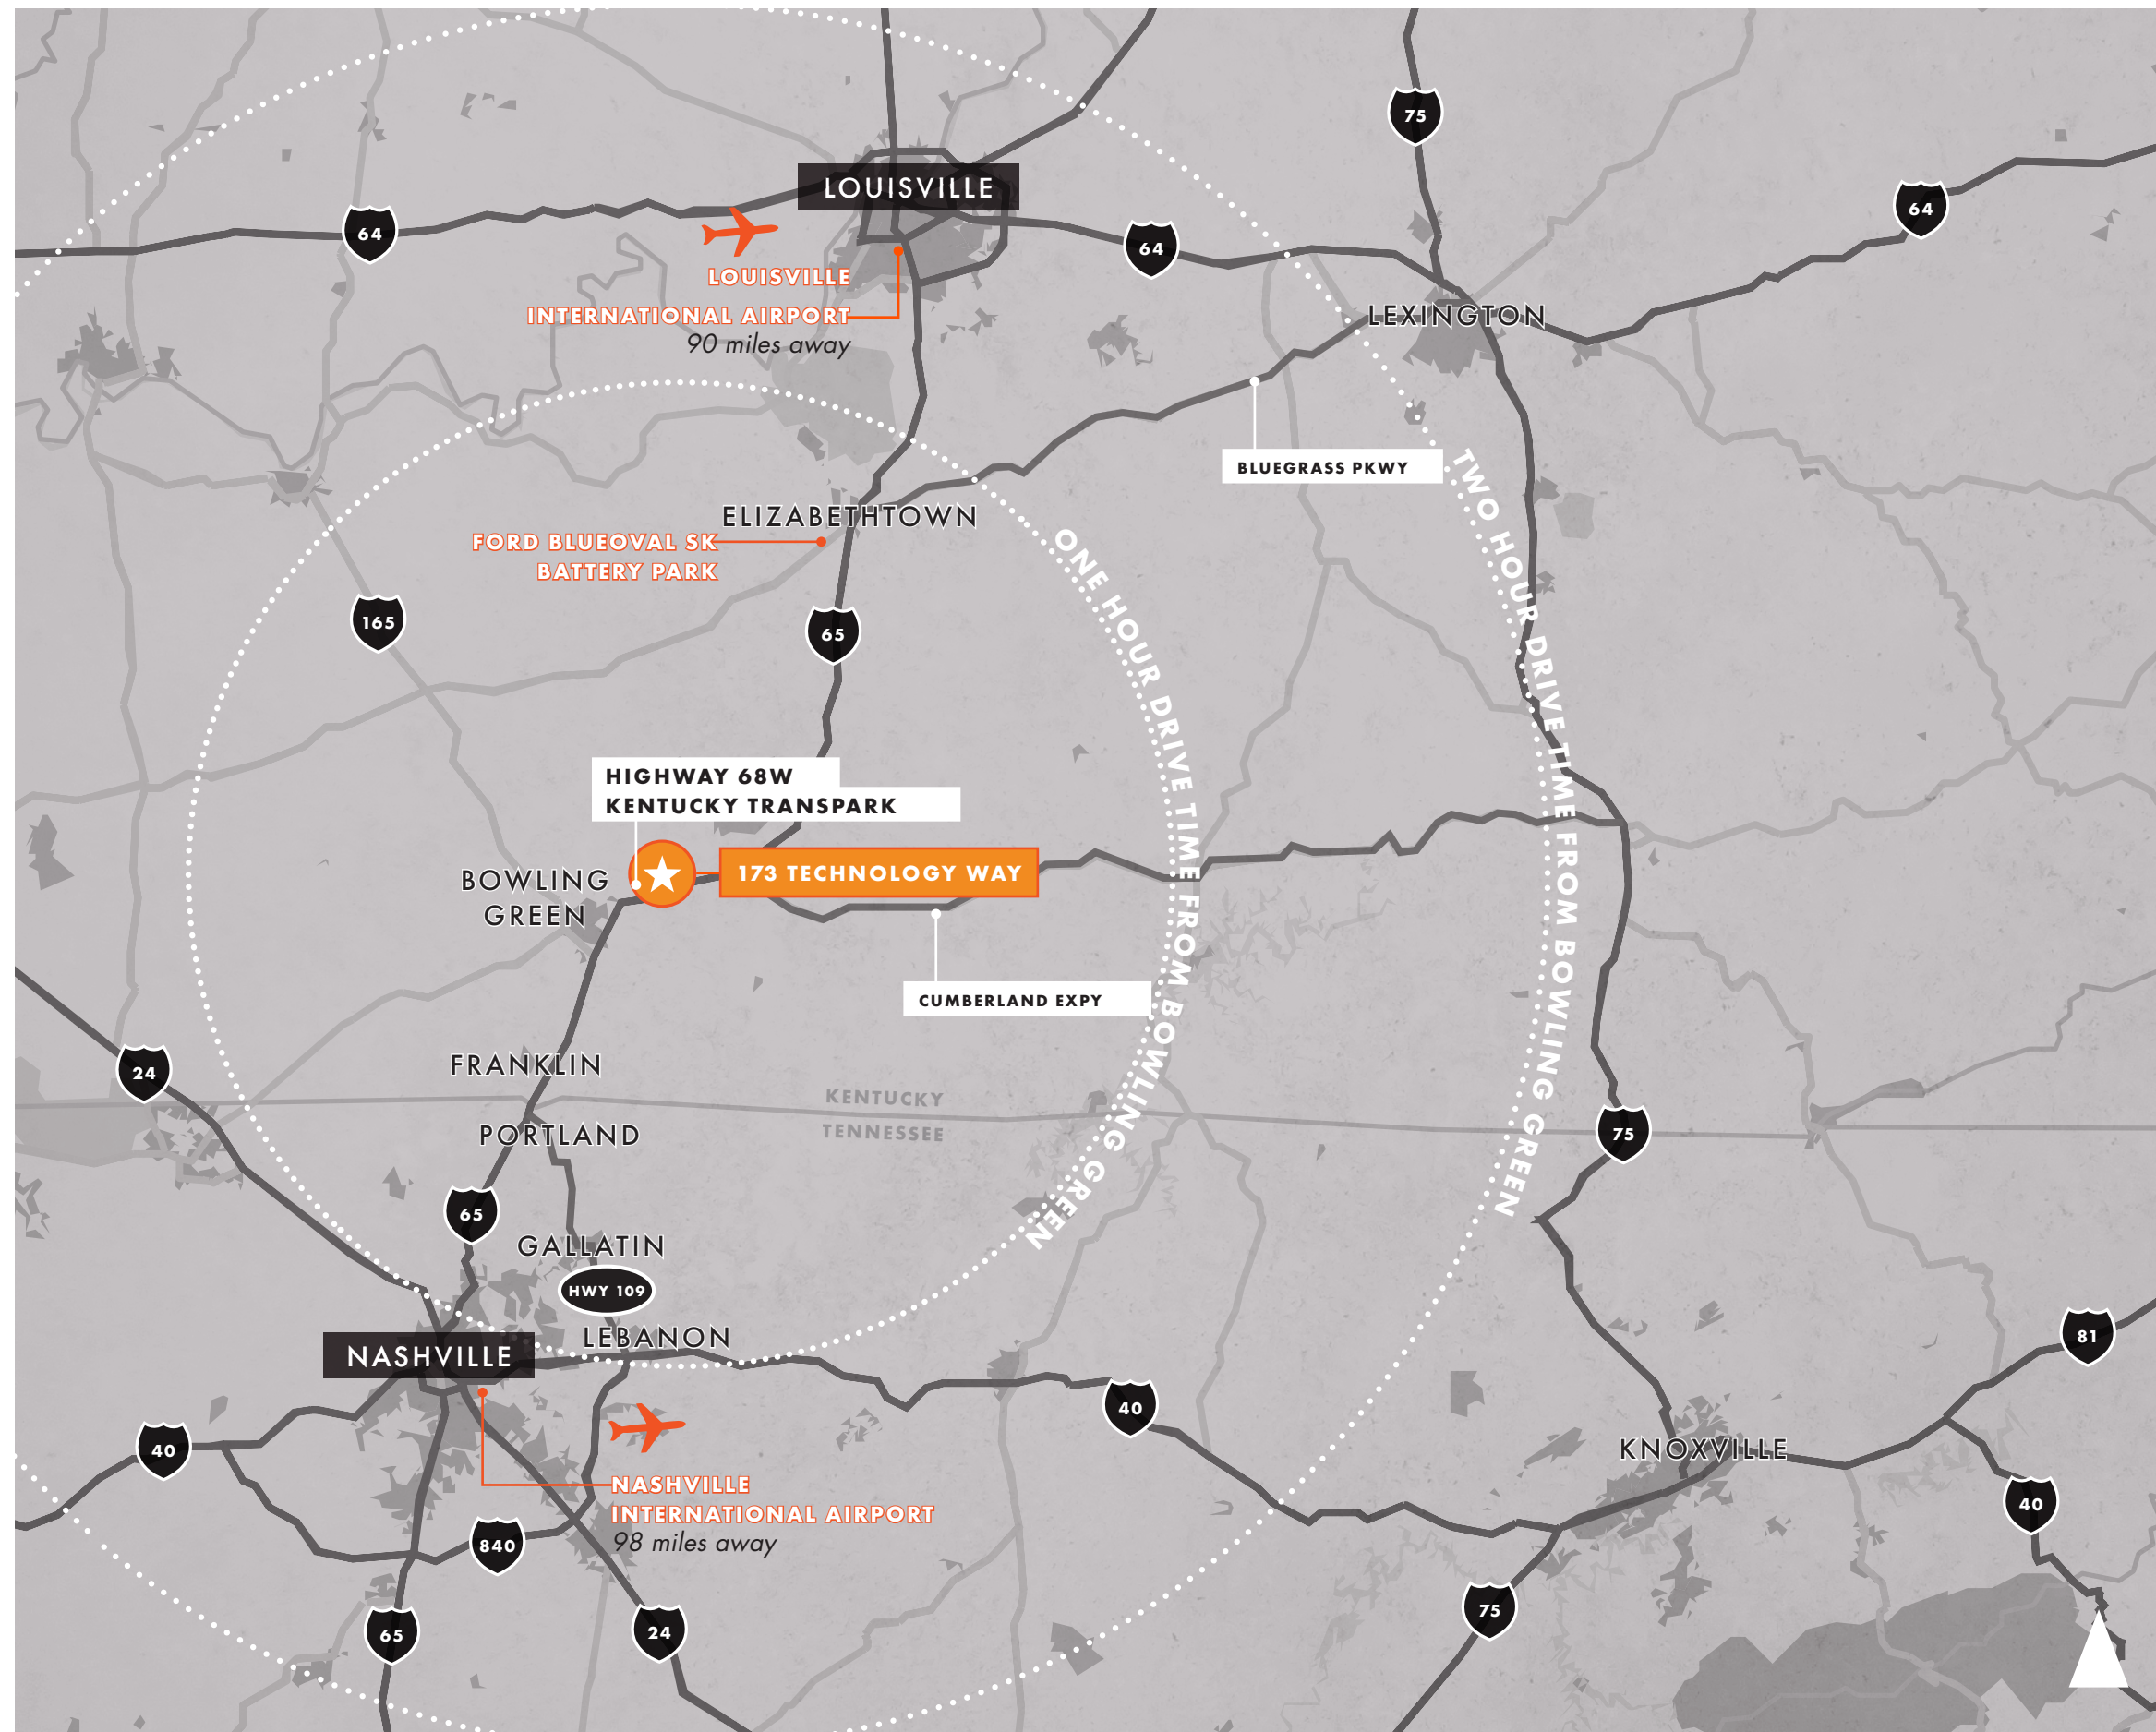 75
LOUISVILLE
64
64
64
LOUISVILLE
INTERNATIONAL AIRPORT
90 miles away
LEXINGTON
BLUEGRASS PKWY
ELIZABETHTOWN
FORD BLUEOVAL SK
BATTERY PARK
ONE HOUR DRIVE TIME FROM BOWLING GREEN
TWO HOUR DRIVE TIME FROM BOWLING GREEN
165
65
HIGHWAY 68W
KENTUCKY TRANSPARK
173 TECHNOLOGY WAY
BOWLING
GREEN
CUMBERLAND EXPY
FRANKLIN
24
KENTUCKY
TENNESSEE
PORTLAND
75
65
GALLATIN
HWY 109
LEBANON
81
NASHVILLE
40
40
KNOXVILLE
NASHVILLE
INTERNATIONAL AIRPORT
98 miles away
40
840
75
65
24